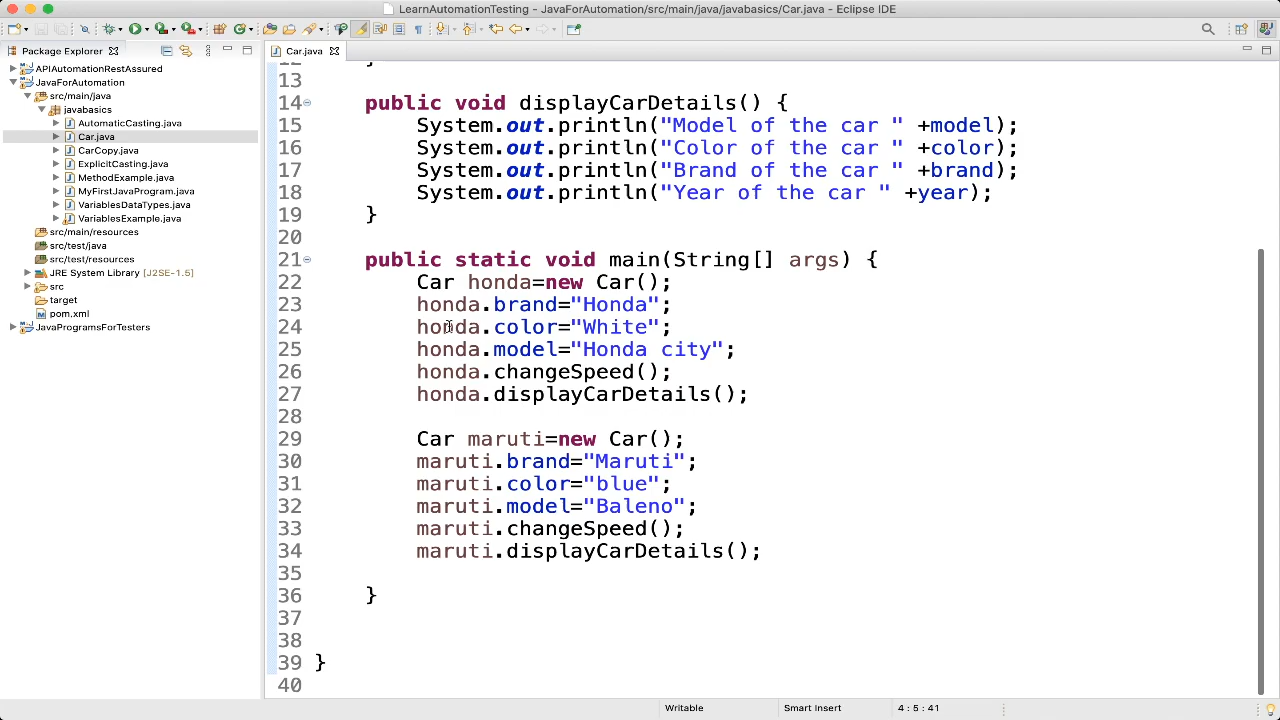 LearnAutomationTesting - JavaForAutomation/src/main/java/javabasics/Car.java - Eclipse IDE
Package Explorer
APIAutomationRestAssured
JavaForAutomation
src/main/java
javabasics
AutomaticCasting.java
Car.java
CarCopy.java
ExplicitCasting.java
MethodExample.java
MyFirstJavaProgram.java
VariablesDataTypes.java
VariablesExample.java
src/main/resources
src/test/java
src/test/resources
JRE System Library [J2SE-1.5]
src
target
pom.xml
JavaProgramsForTesters
Car.java
12 }
13
14 public void displayCarDetails() {
15 System.out.println("Model of the car " +model);
16 System.out.println("Color of the car " +color);
17 System.out.println("Brand of the car " +brand);
18 System.out.println("Year of the car " +year);
19 }
20
21 public static void main(String[] args) {
22 Car honda=new Car();
23 honda.brand="Honda";
24 honda.color="White";
25 honda.model="Honda city";
26 honda.changeSpeed();
27 honda.displayCarDetails();
28
29 Car maruti=new Car();
30 maruti.brand="Maruti";
31 maruti.color="blue";
32 maruti.model="Baleno";
33 maruti.changeSpeed();
34 maruti.displayCarDetails();
35
36 }
37
38
39 }
40
Writable
Smart Insert
4 : 5 : 41